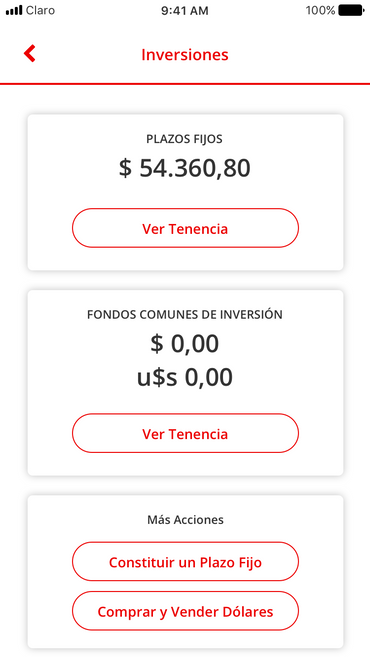 Claro
9:41 AM
100%
Inversiones
PLAZOS FIJOS
$ 54.360,80
Ver Tenencia
FONDOS COMUNES DE INVERSIÓN
$ 0,00
u$s 0,00
Ver Tenencia
Más Acciones
Constituir un Plazo Fijo
Comprar y Vender Dólares